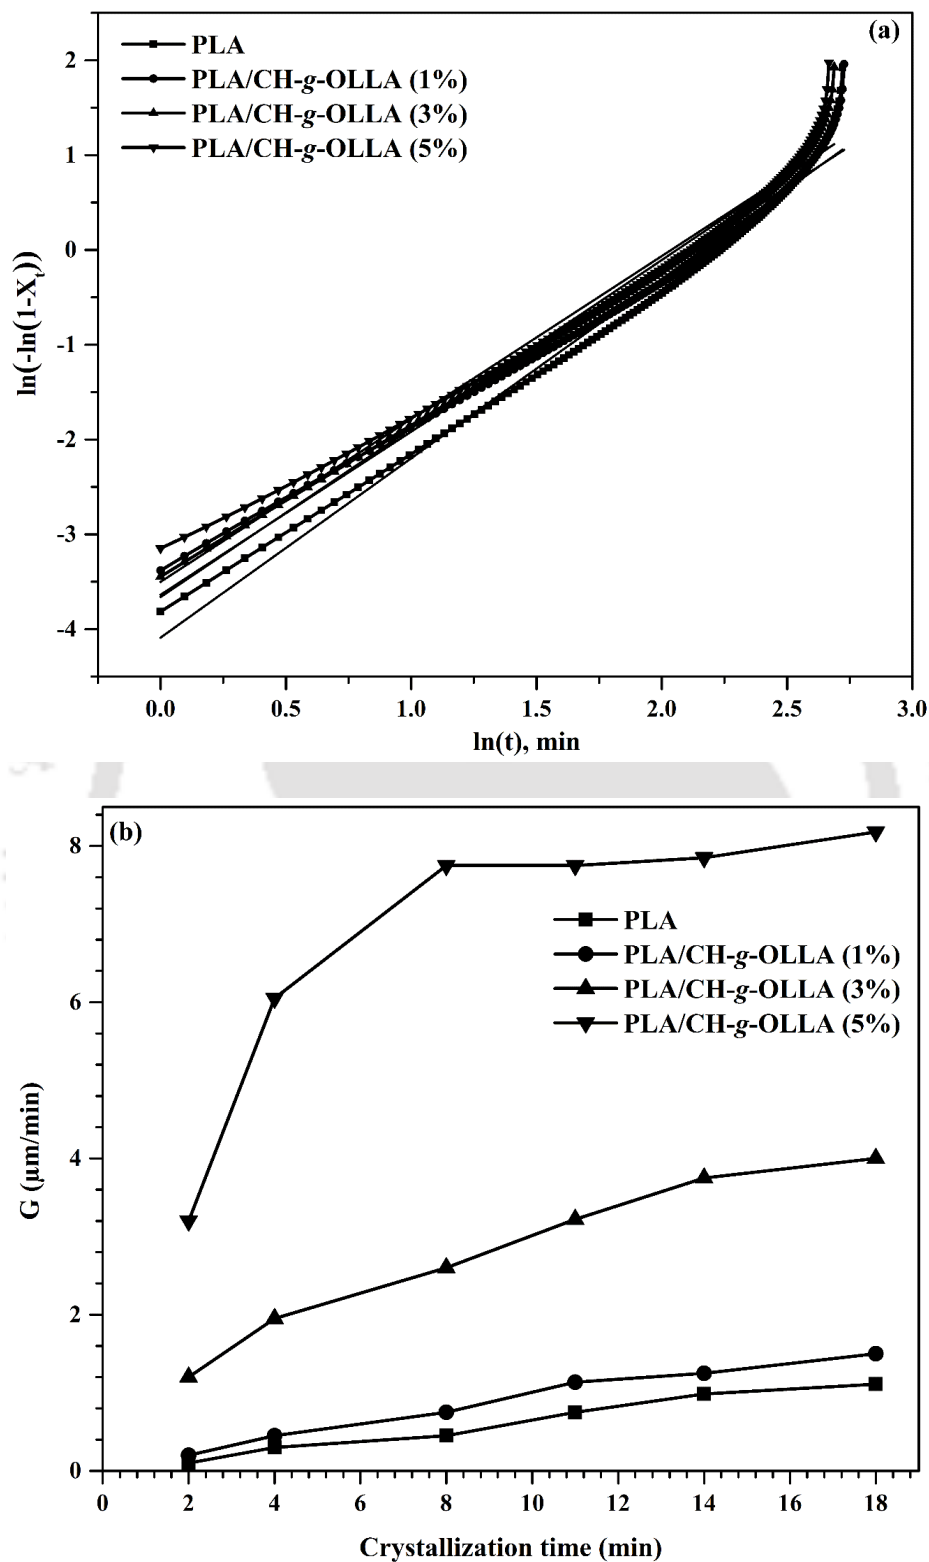 (a)
PLA
PLA/CH-g-OLLA (1%)
PLA/CH-g-OLLA (3%)
PLA/CH-g-OLLA (5%)
ln(-ln(1-Xₜ))
2
1
0
-1
-2
-3
-4
0.0 0.5 1.0 1.5 2.0 2.5 3.0
ln(t), min
(b)
PLA
PLA/CH-g-OLLA (1%)
PLA/CH-g-OLLA (3%)
PLA/CH-g-OLLA (5%)
G (μm/min)
8
6
4
2
0
0 2 4 6 8 10 12 14 16 18
Crystallization time (min)